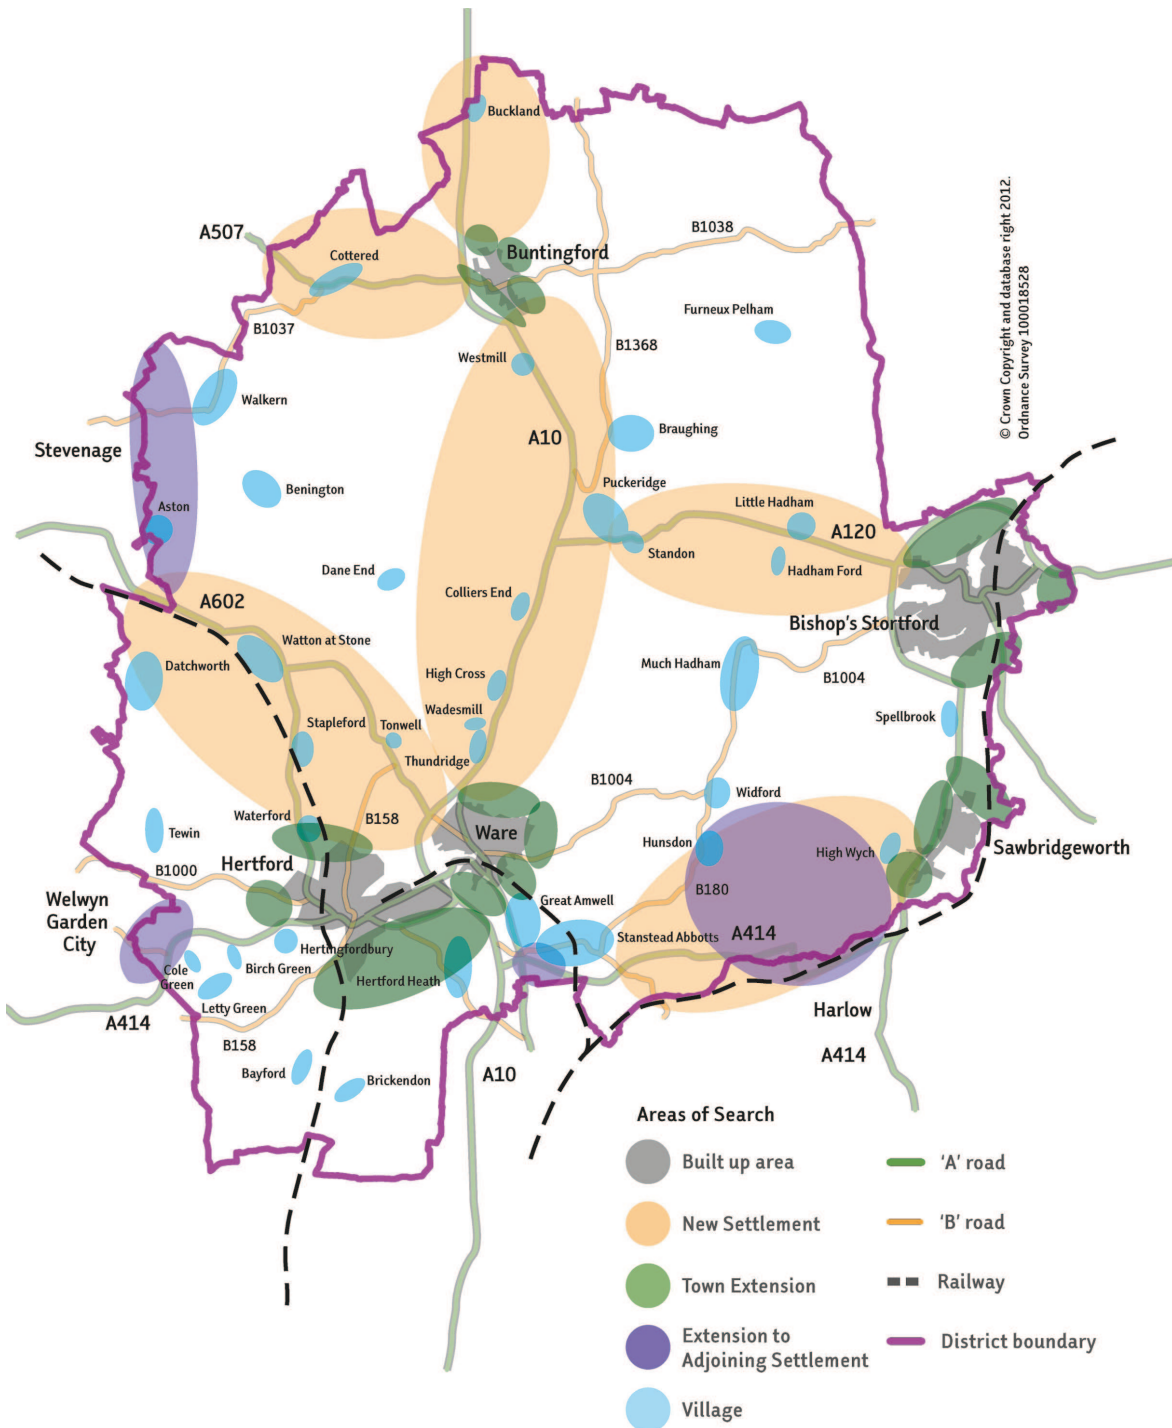 Buckland
A507
B1038
Buntingford
Cottered
© Crown Copyright and database right 2012.
Ordnance Survey 100018528
Furneux Pelham
B1037
B1368
Westmill
Walkern
Braughing
A10
Stevenage
Puckeridge
Benington
Little Hadham
Aston
A120
Standon
Hadham Ford
Dane End
Colliers End
A602
Bishop's Stortford
Watton at Stone
Datchworth
Much Hadham
High Cross
B1004
Wadesmill
Spellbrook
Stapleford
Tonwell
Thundridge
B1004
Widford
Waterford
B158
Ware
Tewin
Hunsdon
High Wych
Sawbridgeworth
Hertford
B1000
B180
Welwyn
Garden
City
Great Amwell
Stanstead Abbotts
A414
Hertingfordbury
Cole
Green
Birch Green
Hertford Heath
Letty Green
Harlow
A414
B158
A414
Bayford
A10
Brickendon
Areas of Search
Built up area
'A' road
New Settlement
'B' road
Town Extension
Railway
Extension to
Adjoining Settlement
District boundary
Village